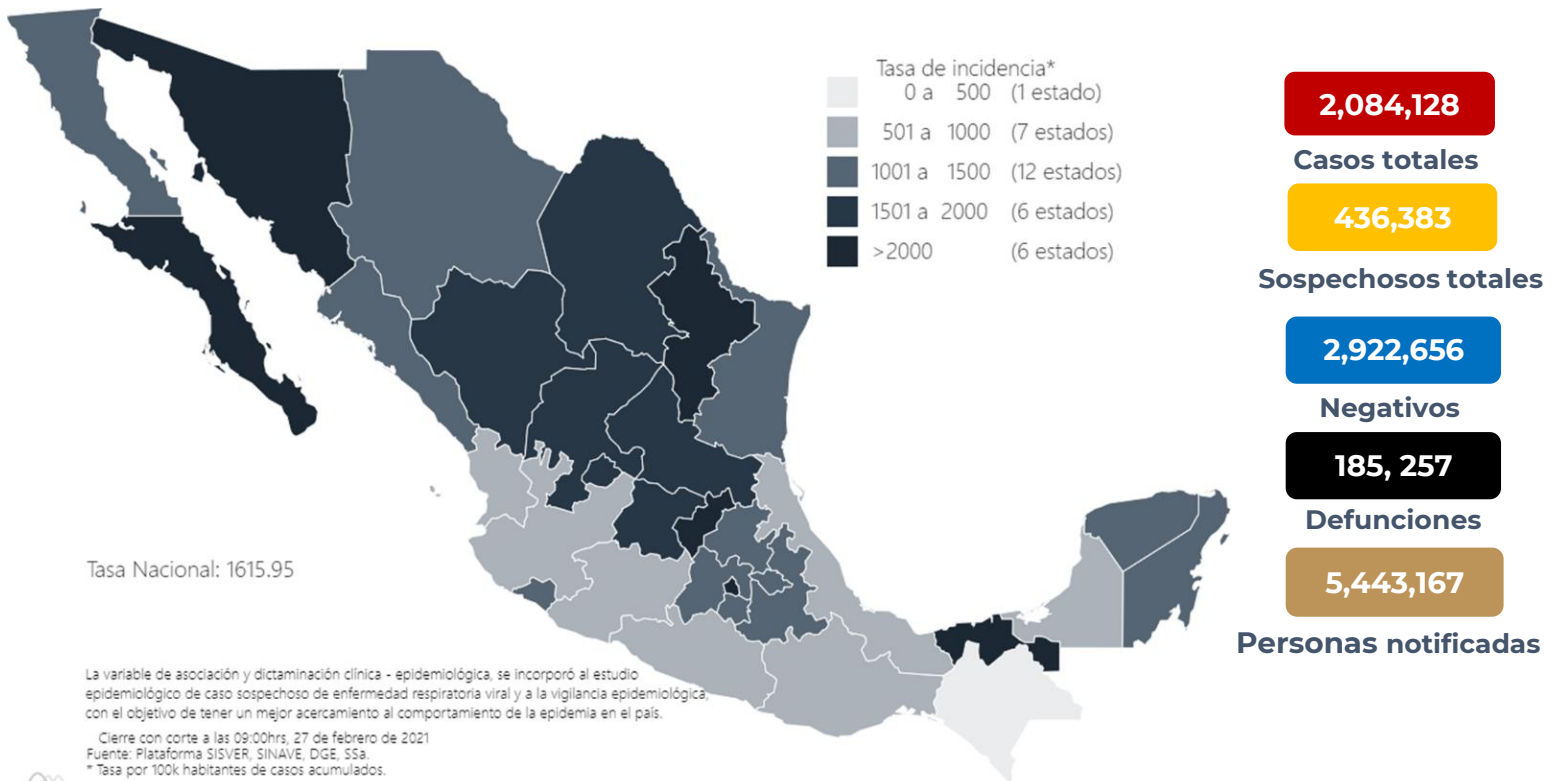 Tasa de incidencia*
0 a 500 (1 estado)
501 a 1000 (7 estados)
1001 a 1500 (12 estados)
1501 a 2000 (6 estados)
>2000 (6 estados)
2,084,128
Casos totales
436,383
Sospechosos totales
2,922,656
Negativos
185, 257
Defunciones
5,443,167
Personas notificadas
Tasa Nacional: 1615.95
La variable de asociación y dictaminación clínica - epidemiológica, se incorporó al estudio
epidemiológico de caso sospechoso de enfermedad respiratoria viral y a la vigilancia epidemiológica,
con el objetivo de tener un mejor acercamiento al comportamiento de la epidemia en el país.
Cierre con corte a las 09:00hrs, 27 de febrero de 2021
Fuente: Plataforma SISVER, SINAVE, DGE, SSa.
* Tasa por 100k habitantes de casos acumulados.